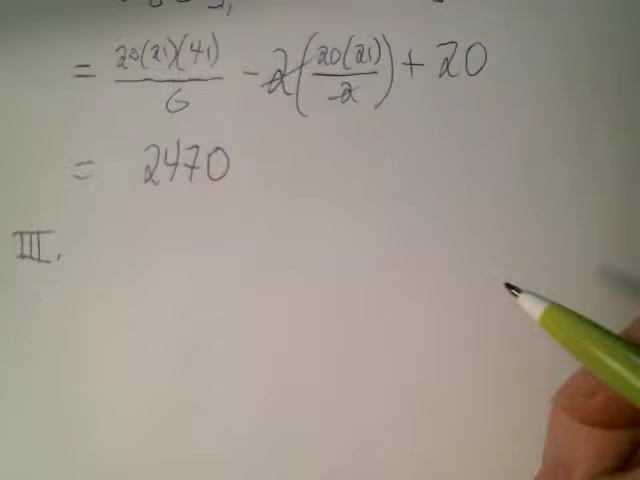 = 20(21)(41)/6 - 2(20(21)/2) + 20
= 2470
III.